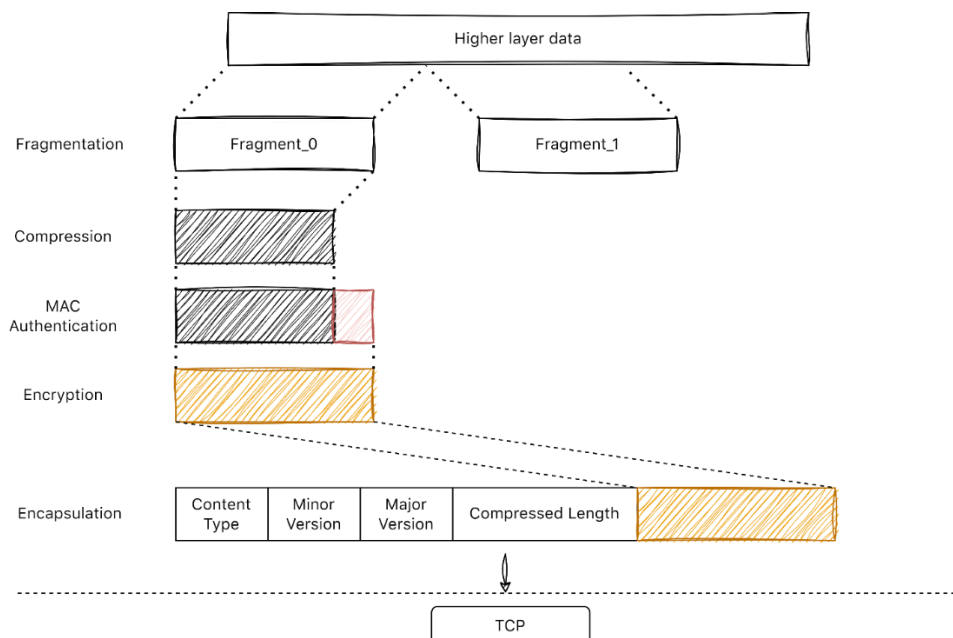 Higher layer data
Fragmentation
Fragment_0
Fragment_1
Compression
MAC
Authentication
Encryption
Encapsulation
Content
Type
Minor
Version
Major
Version
Compressed Length
TCP